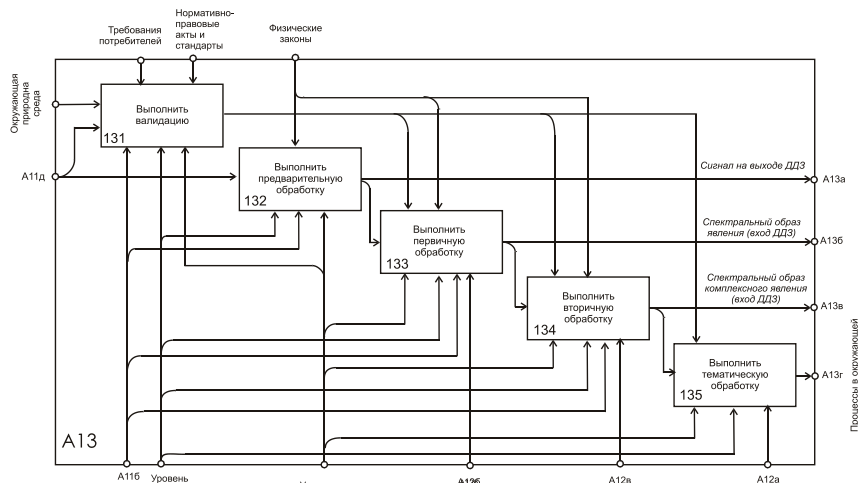 Требования
потребителей
Нормативно-
правовые
акты и
стандарты
Физические
законы
Окружающая
природная
среда
А11д
Выполнить
валидацию
131
Выполнить
предварительную
обработку
132
Выполнить
первичную
обработку
133
Выполнить
вторичную
обработку
134
Выполнить
тематическую
обработку
135
Сигнал на выходе ДДЗ
А13а
Спектральный образ
явления (вход ДДЗ)
А13б
Спектральный образ
комплексного явления
(вход ДДЗ)
А13в
А13г
Процессы в окружающей
А13
А11б
Уровень
А12в
А12а